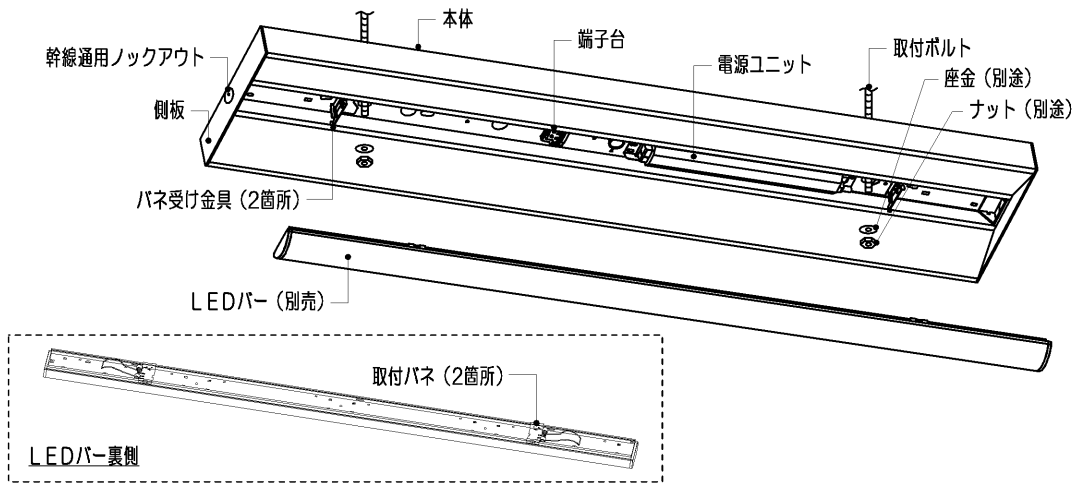 本体
端子台
電源ユニット
取付ボルト
座金（別途）
ナット（別途）
幹線通用ノックアウト
側板
バネ受け金具（2箇所）
LEDバー（別売）
取付バネ（2箇所）
LEDバー裏側